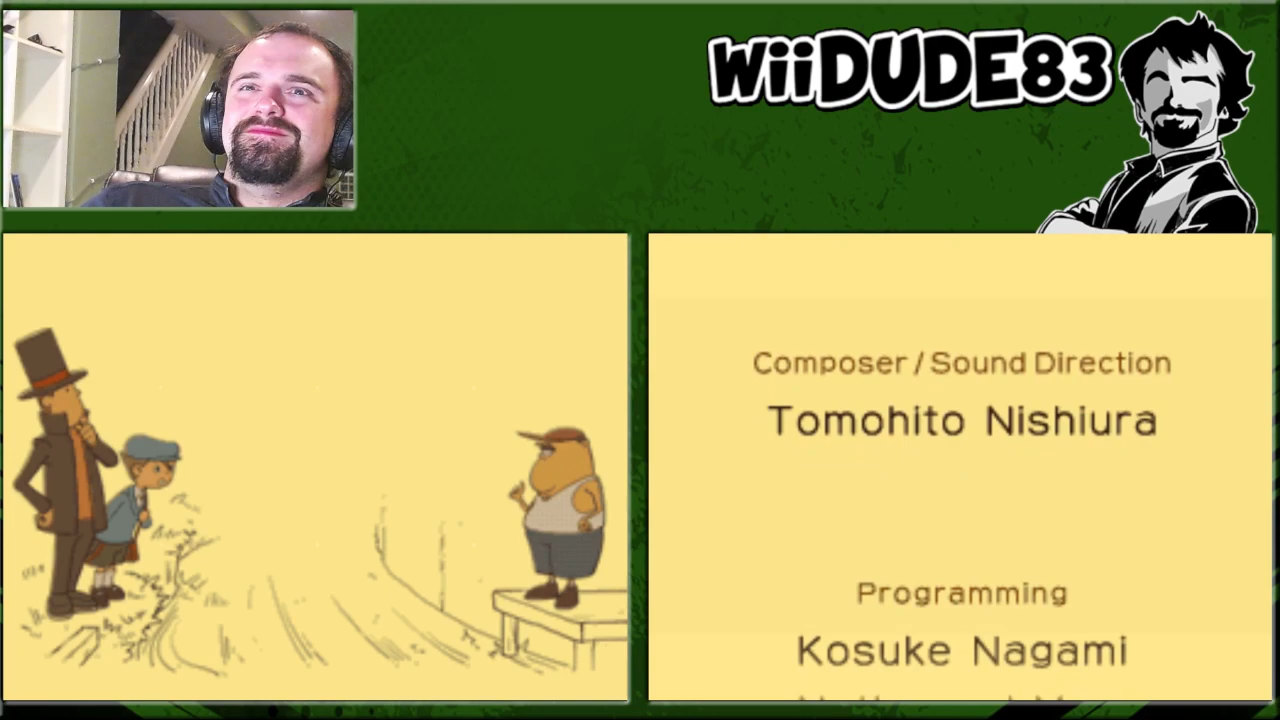 WiiDUDE83
Composer / Sound Direction
Tomohito Nishiura
Programming
Kosuke Nagami